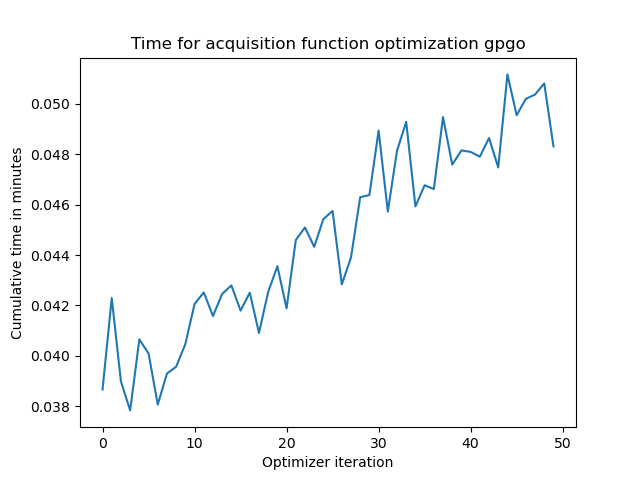 Time for acquisition function optimization gpgo
Cumulative time in minutes
0.050
0.048
0.046
0.044
0.042
0.040
0.038
0 10 20 30 40 50
Optimizer iteration